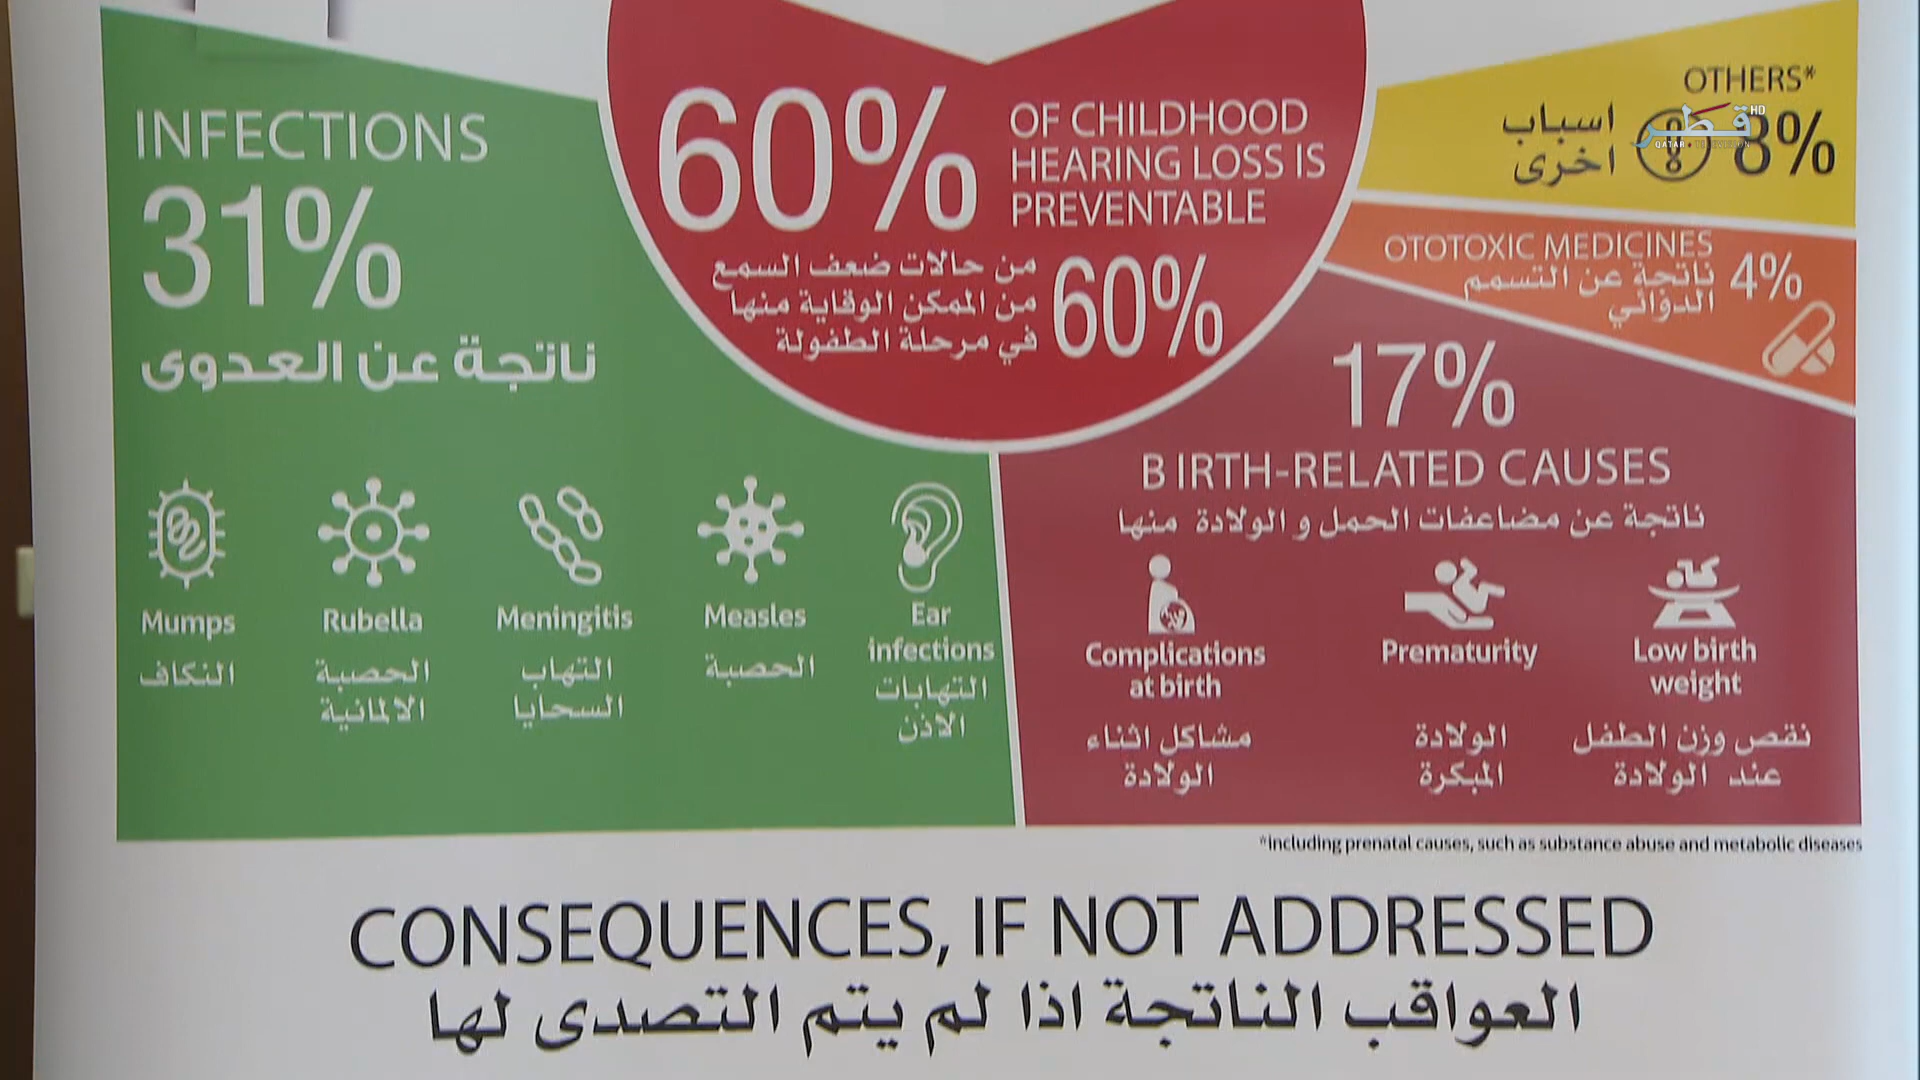 INFECTIONS
31%
ناتجة عن العدوى
Mumps
النكاف
Rubella
الحصبة
الالمانية
Meningitis
التهاب
السحايا
Measles
الحصبة
Ear
infections
التهابات
الاذن
60%
OF CHILDHOOD
HEARING LOSS IS
PREVENTABLE
60%
من حالات ضعف السمع
من الممكن الوقاية منها
في مرحلة الطفولة
OTHERS*
اسباب
اخرى
8%
قطر HD
QATAR TELEVISION
OTOTOXIC MEDICINES
ناتجة عن التسمم
الدوائي
4%
17%
BIRTH-RELATED CAUSES
ناتجة عن مضاعفات الحمل و الولادة منها
Complications
at birth
مشاكل اثناء
الولادة
Prematurity
الولادة
المبكرة
Low birth
weight
نقص وزن الطفل
عند الولادة
*including prenatal causes, such as substance abuse and metabolic diseases
CONSEQUENCES, IF NOT ADDRESSED
العواقب الناتجة اذا لم يتم التصدى لها